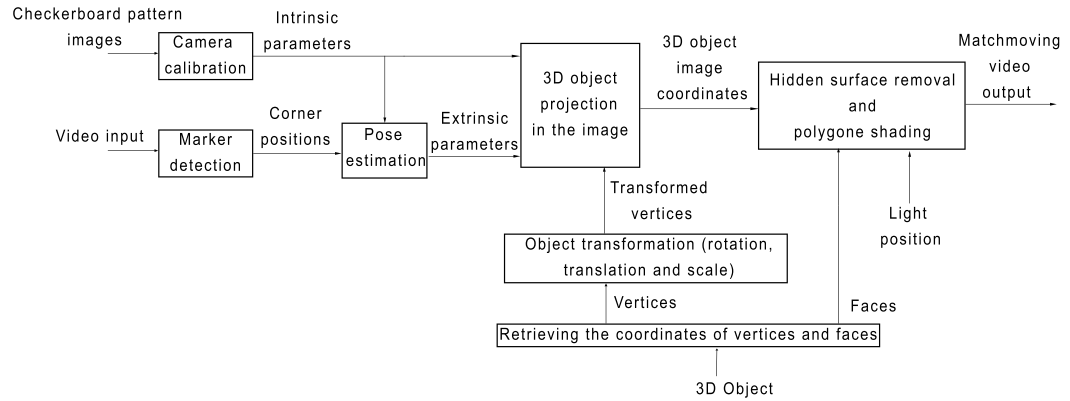 Checkerboard pattern
images
Intrinsic
parameters
Camera
calibration
3D object
projection
in the image
3D object
image
coordinates
Hidden surface removal
and
polygone shading
Matchmoving
video
output
Video input
Marker
detection
Corner
positions
Pose
estimation
Extrinsic
parameters
Transformed
vertices
Light
position
Object transformation (rotation,
translation and scale)
Vertices
Faces
Retrieving the coordinates of vertices and faces
3D Object